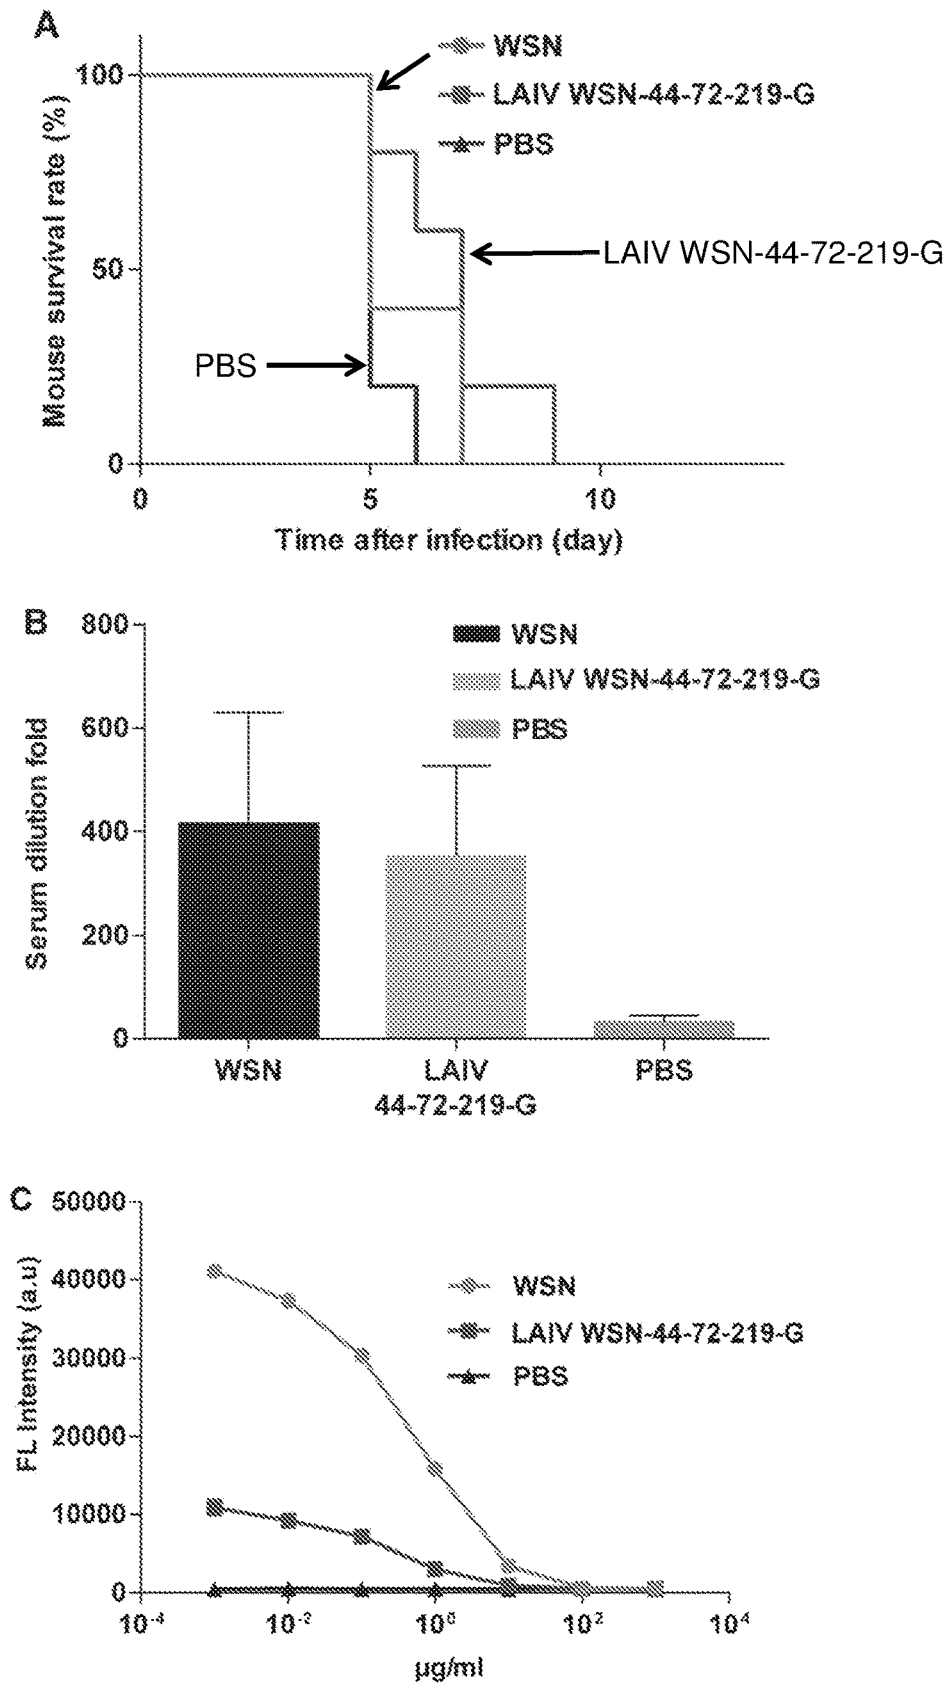 A
WSN
LAIV WSN-44-72-219-G
PBS
100
50
0
Mouse survival rate (%)
LAIV WSN-44-72-219-G
PBS
0 5 10
Time after infection (day)
B
800
600
400
200
0
Serum dilution fold
WSN
LAIV WSN-44-72-219-G
PBS
WSN LAIV PBS
44-72-219-G
C
50000
40000
30000
20000
10000
0
FL Intensity (a.u)
WSN
LAIV WSN-44-72-219-G
PBS
10⁻⁴ 10⁻² 10⁰ 10² 10⁴
µg/ml